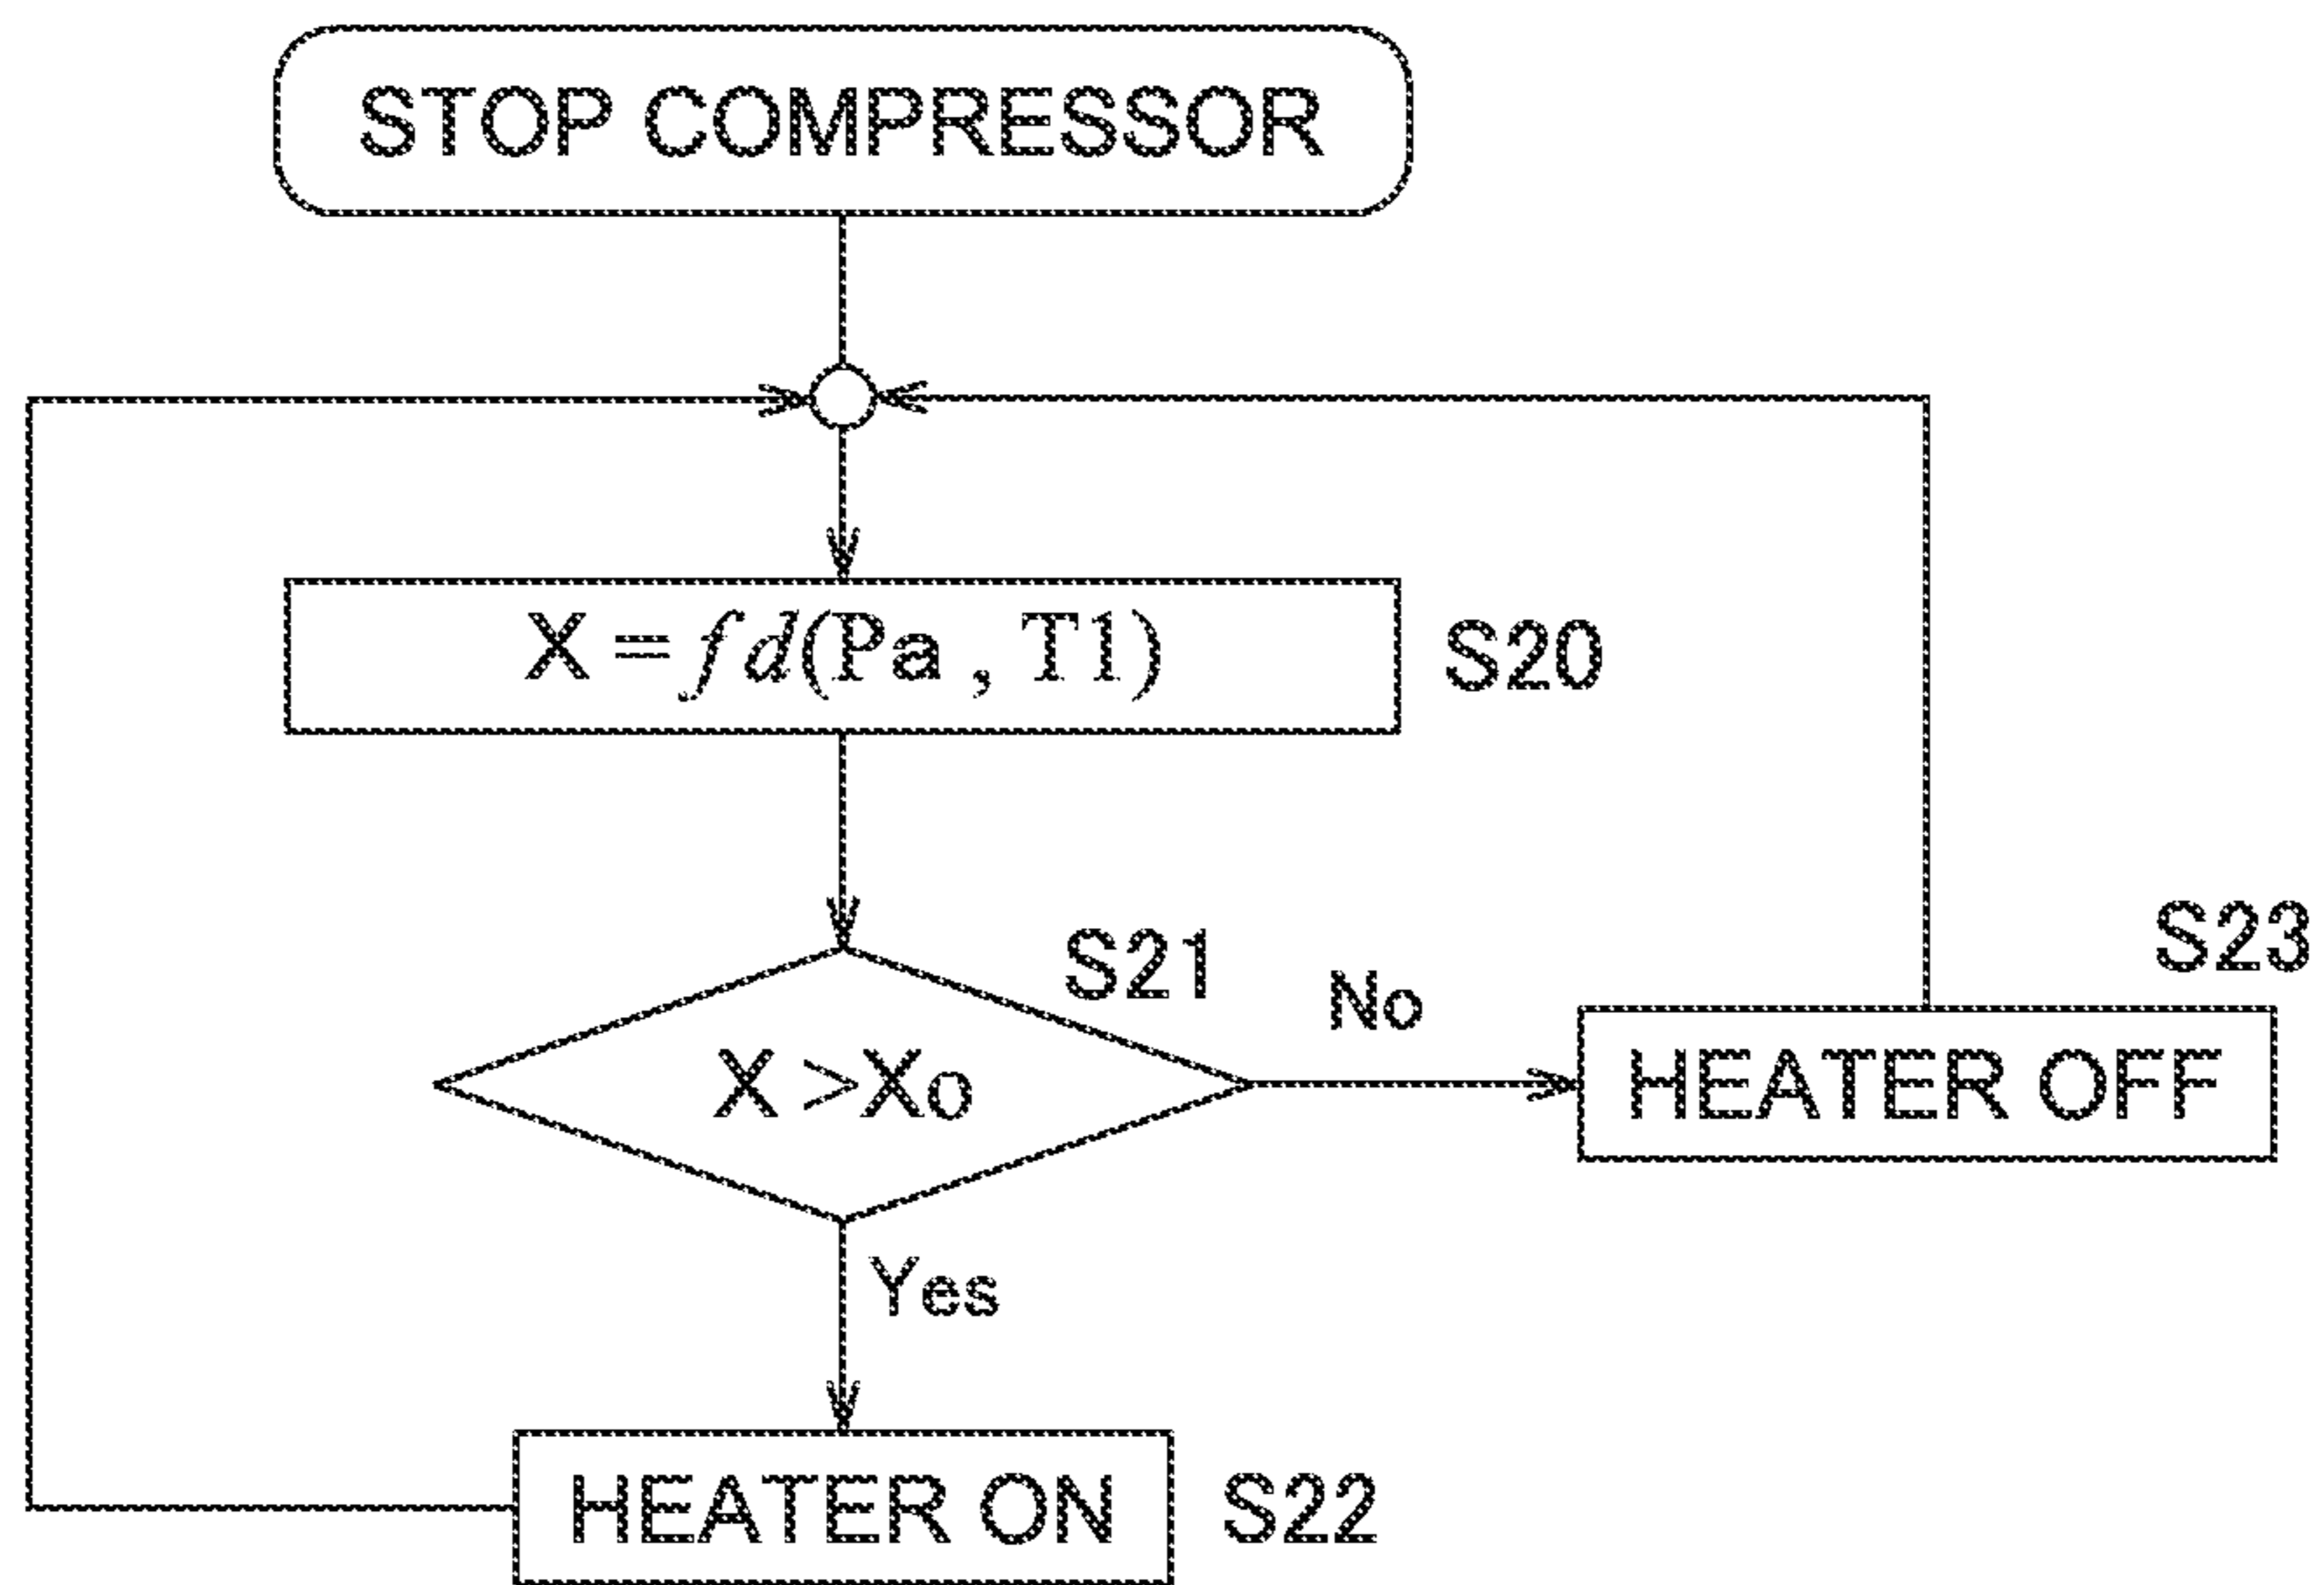 STOP COMPRESSOR
X = fd(Pa , T1)
S20
S21
X >Xo
No
S23
HEATER OFF
Yes
HEATER ON
S22